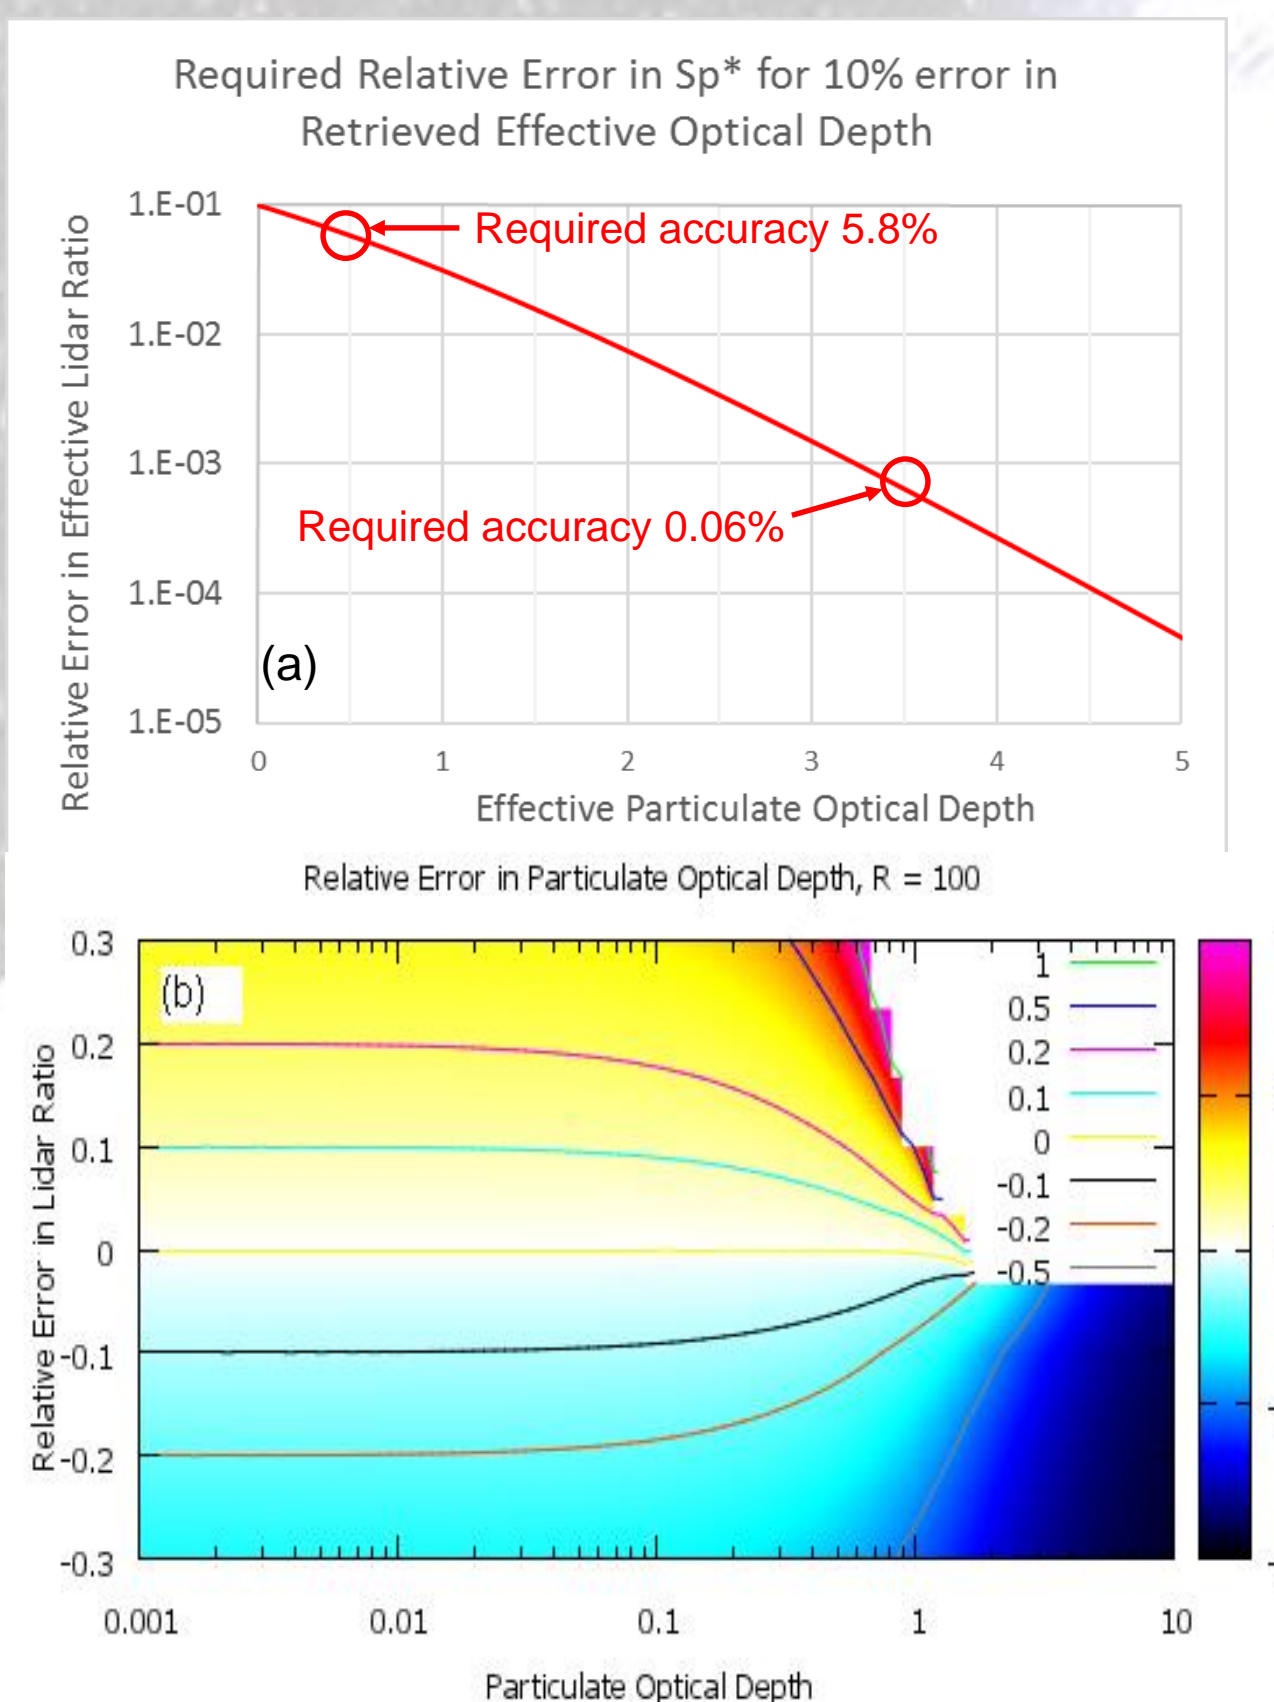 Required Relative Error in Sp* for 10% error in
Retrieved Effective Optical Depth
Relative Error in Effective Lidar Ratio
1.E-01
1.E-02
1.E-03
1.E-04
1.E-05
Required accuracy 5.8%
Required accuracy 0.06%
(a)
0 1 2 3 4 5
Effective Particulate Optical Depth
Relative Error in Particulate Optical Depth, R = 100
(b)
Relative Error in Lidar Ratio
0.3
0.2
0.1
0
-0.1
-0.2
-0.3
1
0.5
0.2
0.1
0
-0.1
-0.2
-0.5
0.001 0.01 0.1 1 10
Particulate Optical Depth